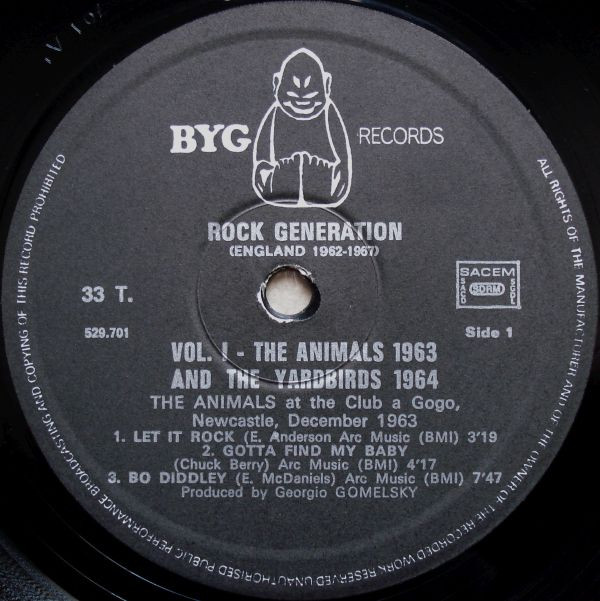 BYG RECORDS
ROCK GENERATION
(ENGLAND 1962-1967)
33 T.
529.701
SACEM
SACD SDRM SGDL
Side 1
VOL. I - THE ANIMALS 1963
AND THE YARDBIRDS 1964
THE ANIMALS at the Club a Gogo,
Newcastle, December 1963
1. LET IT ROCK (E. Anderson Arc Music (BMI) 3'19
2. GOTTA FIND MY BABY
(Chuck Berry) Arc Music (BMI) 4'17
3. BO DIDDLEY (E. McDaniels) Arc Music (BMI) 7'47
Produced by Georgio GOMELSKY
ALL RIGHTS OF THE MANUFACTURER AND OF THE OWNER OF THE RECORDED WORK RESERVED UNAUTHORISED PUBLIC PERFORMANCE BROADCASTING AND COPYING OF THIS RECORD PROHIBITED